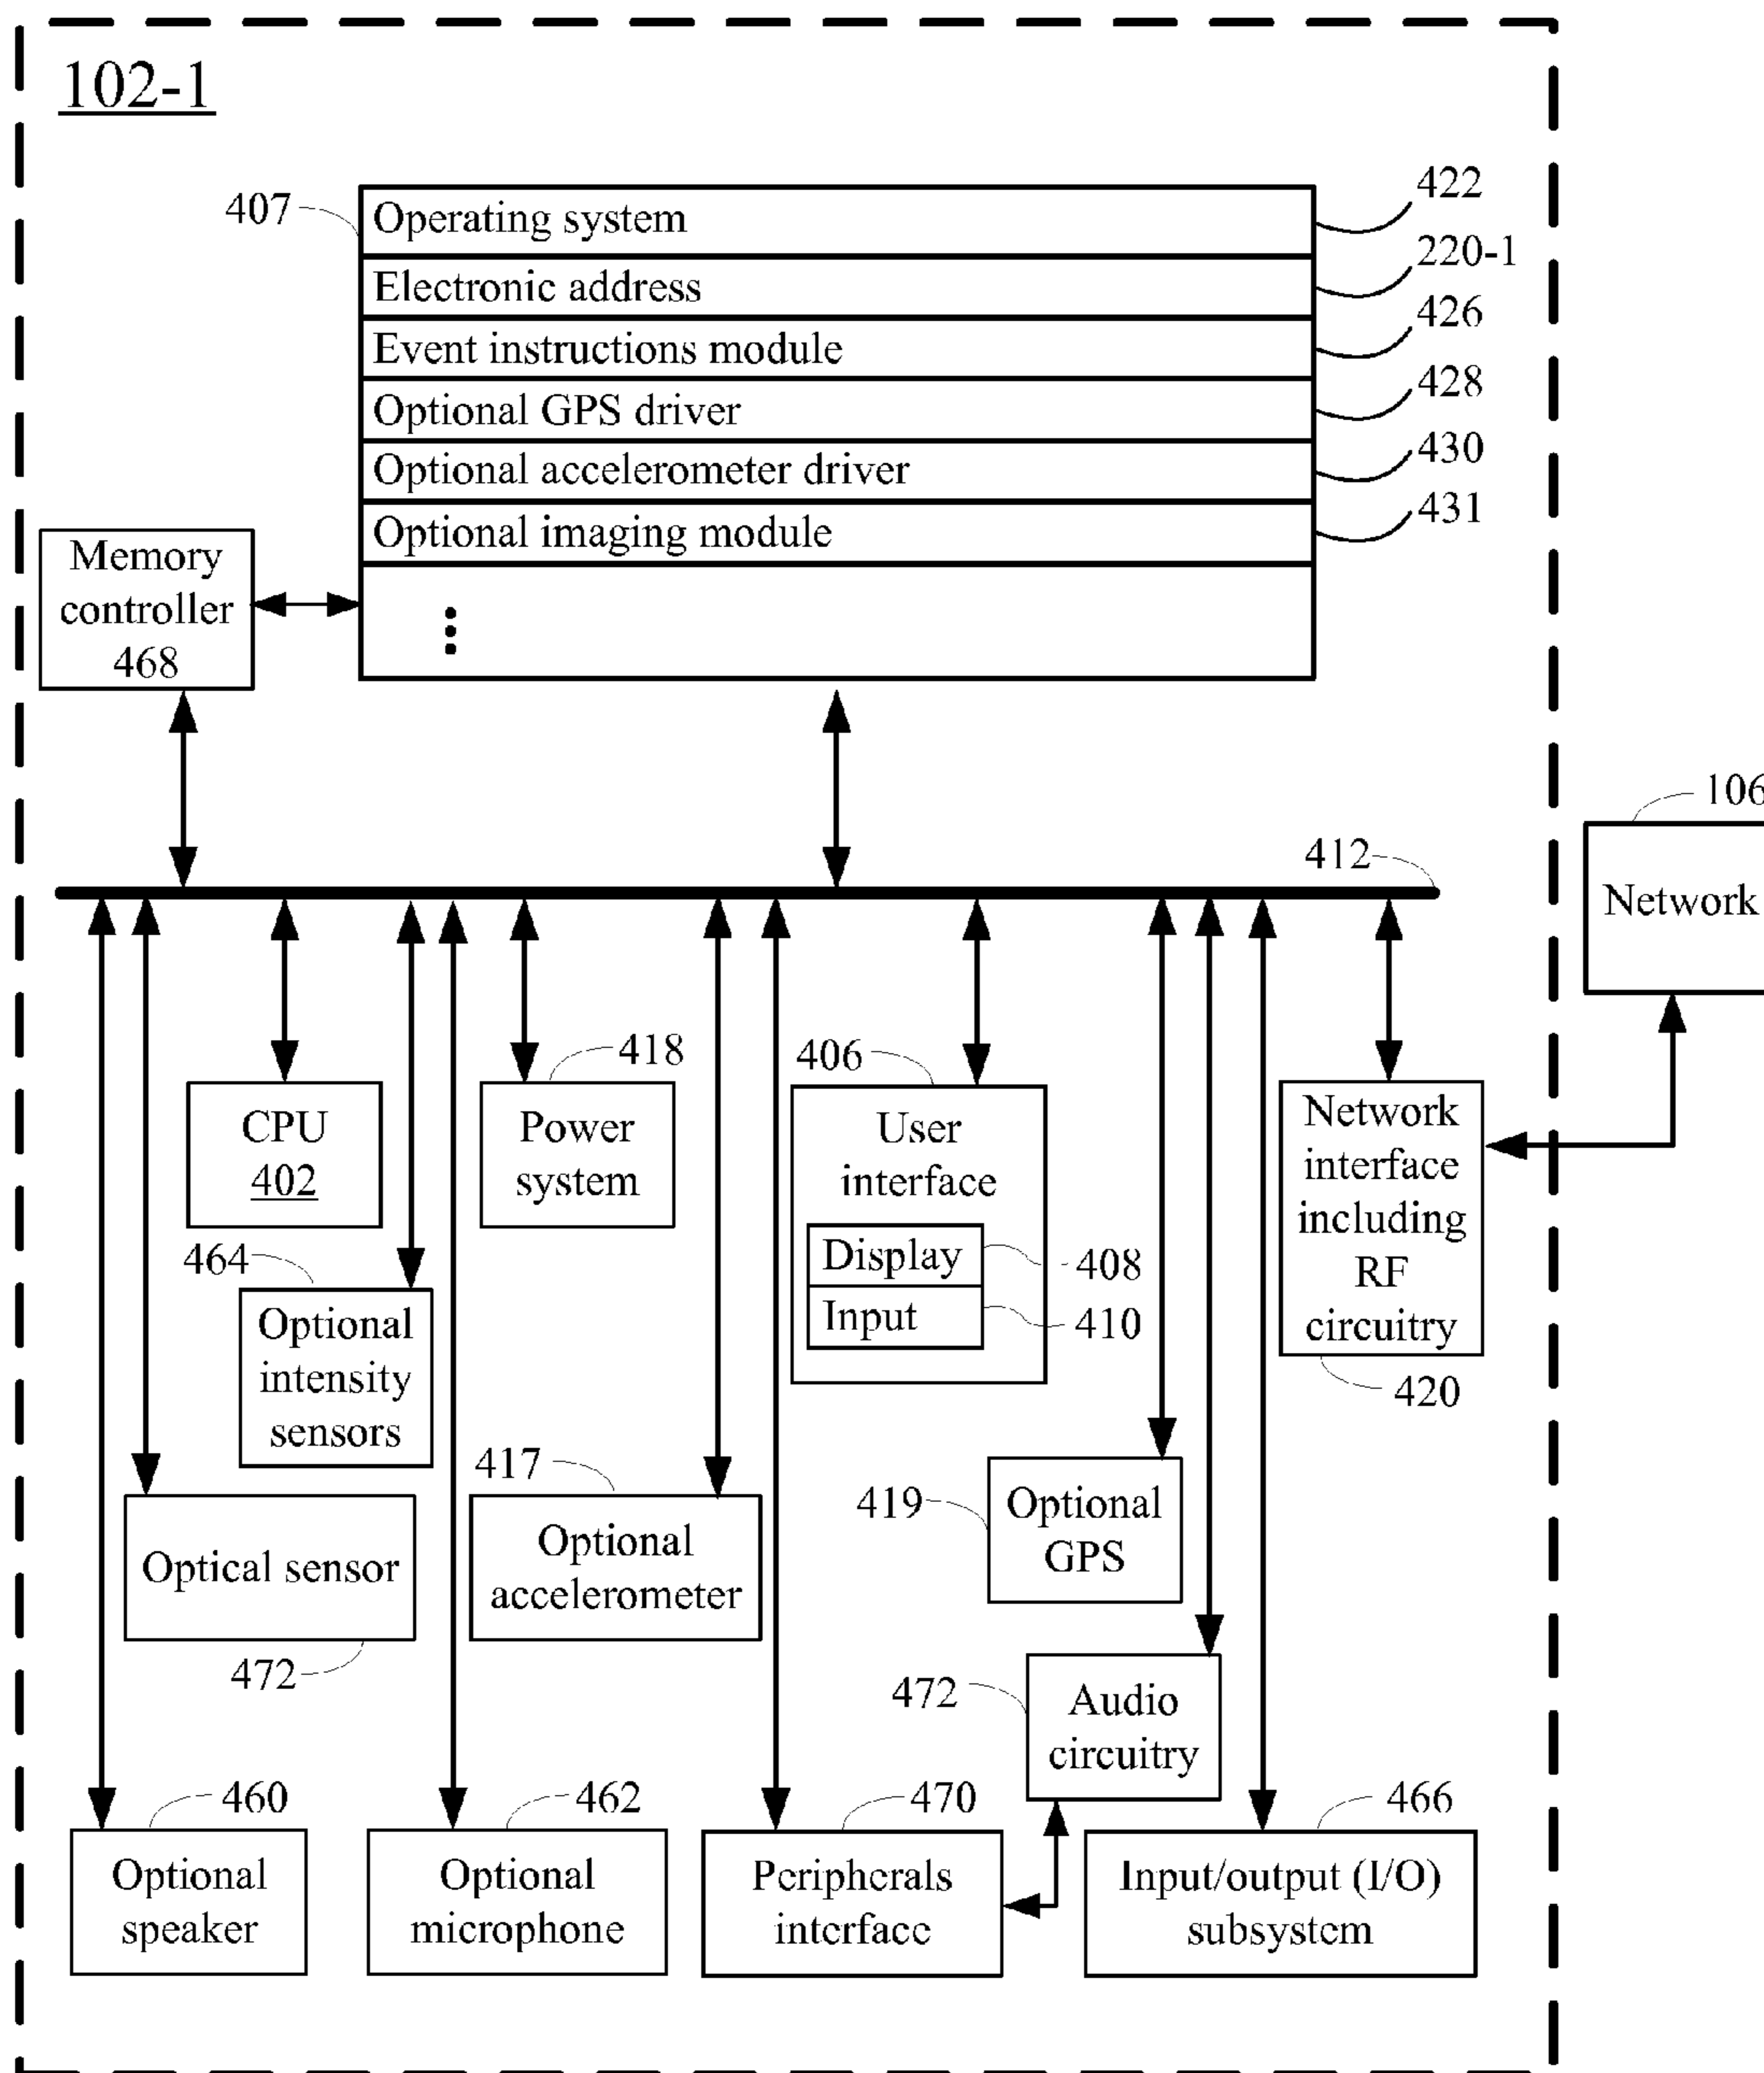 102-1
407
Operating system
422
Electronic address
220-1
Event instructions module
426
Optional GPS driver
428
Optional accelerometer driver
430
Optional imaging module
431
Memory
controller
468
106
Network
412
CPU
402
418
Power
system
406
User
interface
Display
408
Input
410
Network
interface
including
RF
circuitry
420
464
Optional
intensity
sensors
Optical sensor
472
417
Optional
accelerometer
419
Optional
GPS
472
Audio
circuitry
460
Optional
speaker
462
Optional
microphone
470
Peripherals
interface
466
Input/output (I/O)
subsystem